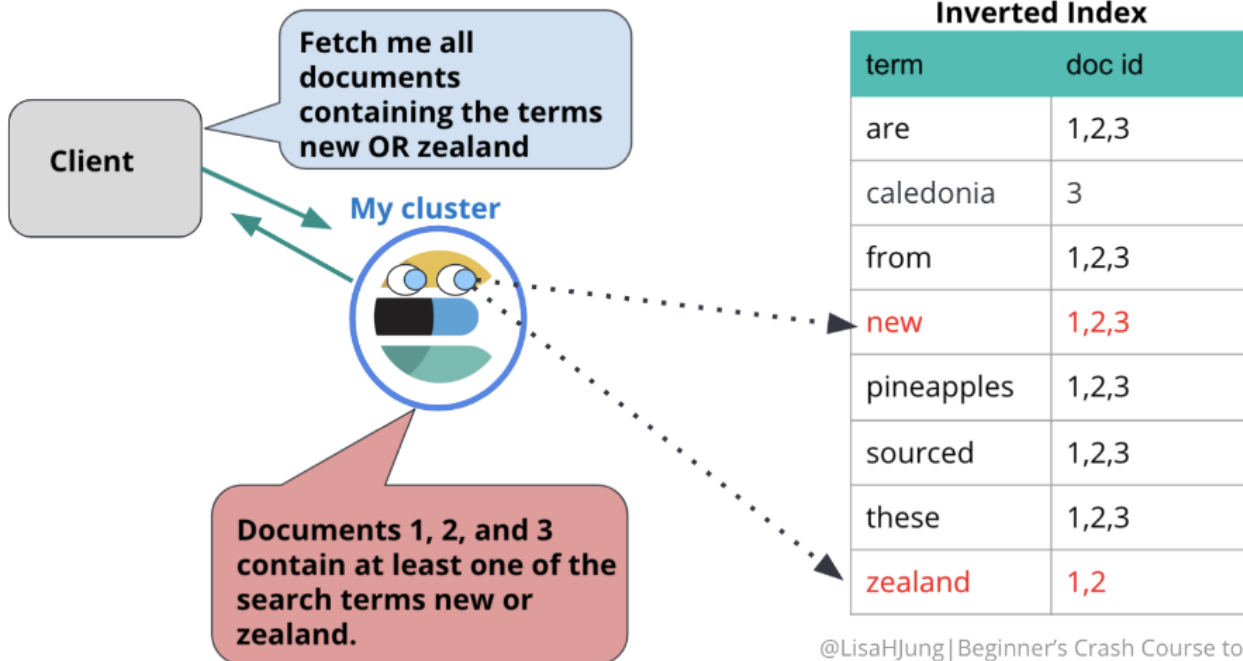 Fetch me all
documents
containing the terms
new OR zealand
Client
My cluster
Documents 1, 2, and 3
contain at least one of the
search terms new or
zealand.
Inverted Index
term doc id
are 1,2,3
caledonia 3
from 1,2,3
new 1,2,3
pineapples 1,2,3
sourced 1,2,3
these 1,2,3
zealand 1,2
@LisaHJung|Beginner's Crash Course to